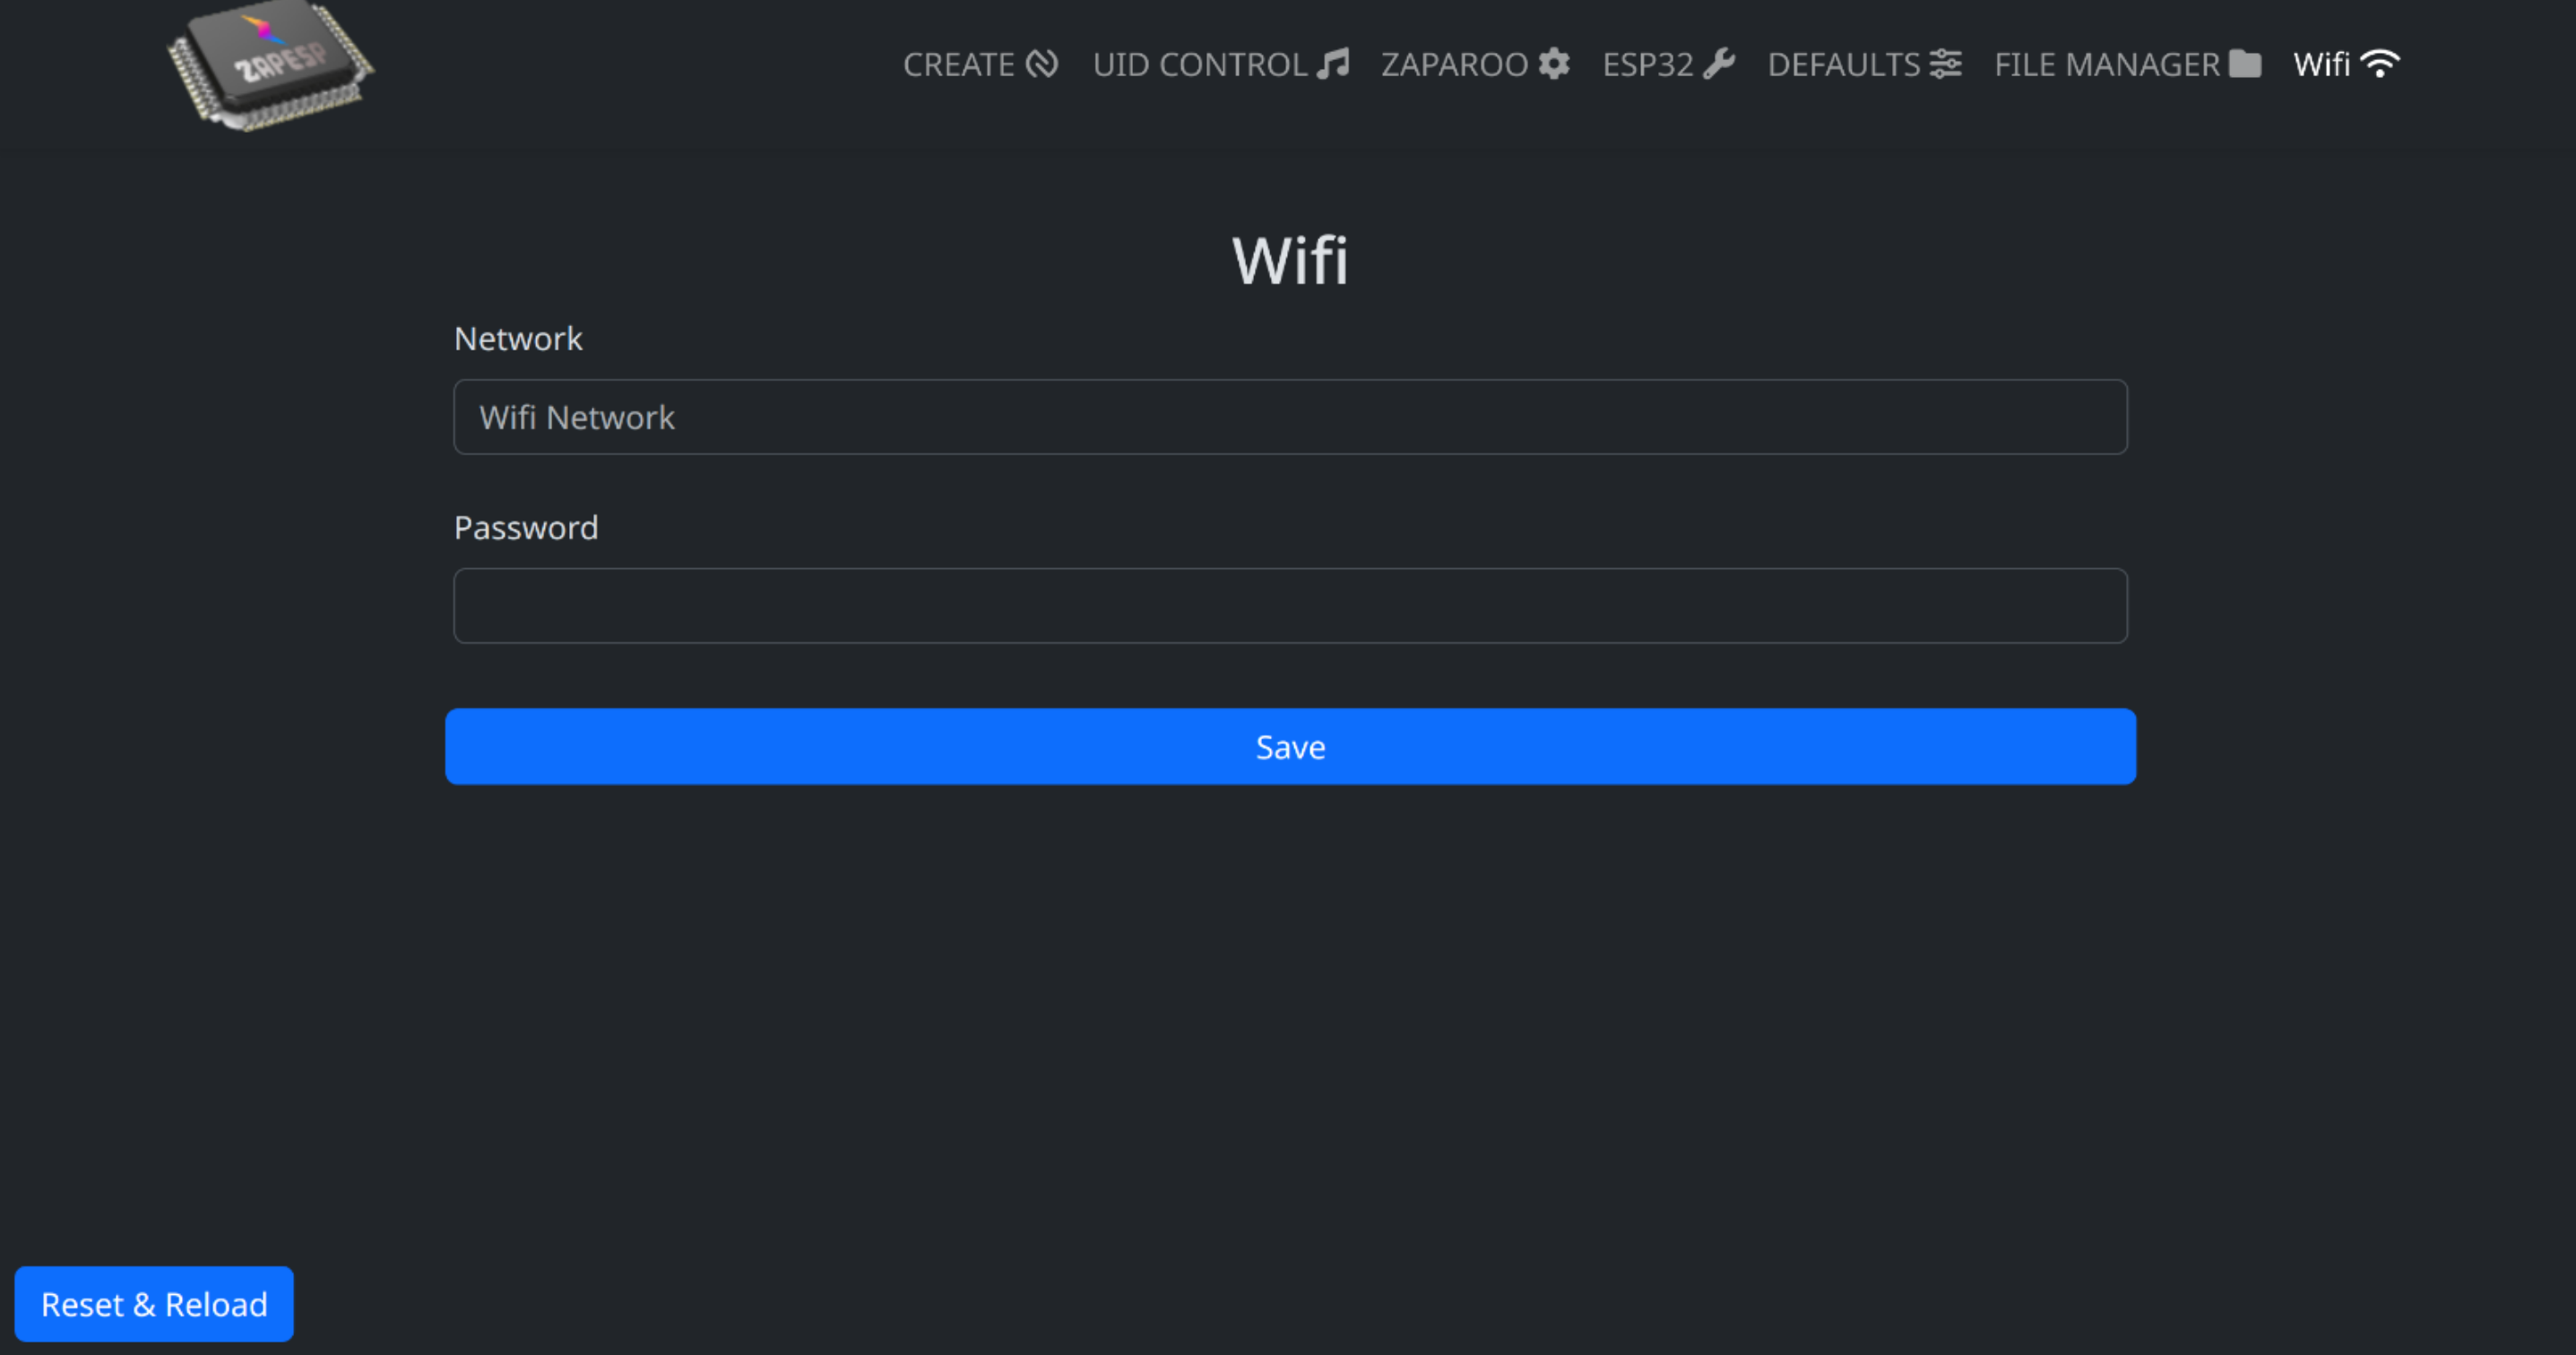 ZAPESP
CREATE UID CONTROL ZAPAROO ESP32 DEFAULTS FILE MANAGER Wifi
Wifi
Network
Wifi Network
Password
Save
Reset & Reload